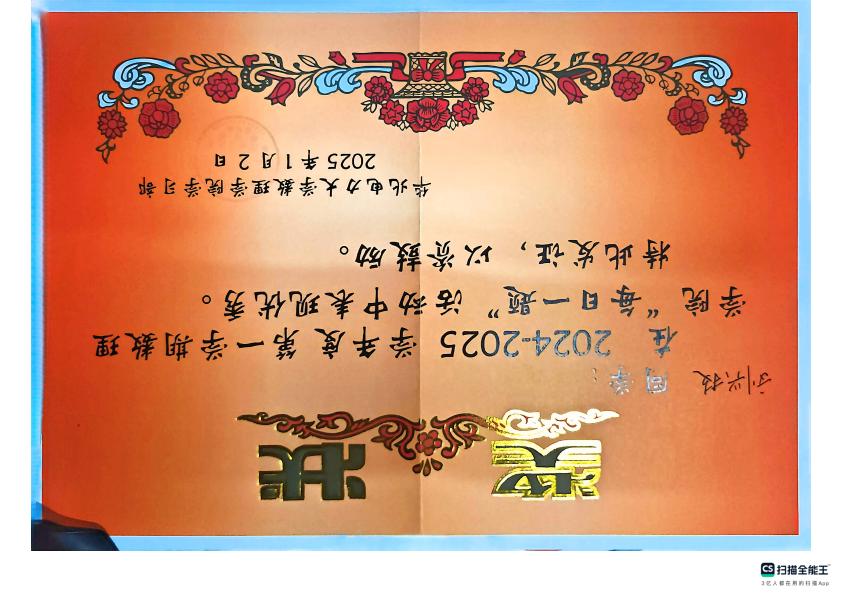 奖状
刘兴政 同学：
在 2024-2025 学年度第一学期数理
学院“每日一题”活动中表现优秀。
特此发证，以资鼓励。
华北电力大学数理学院学习部
2025年1月2日
CS 扫描全能王
3亿人都在用的扫描App